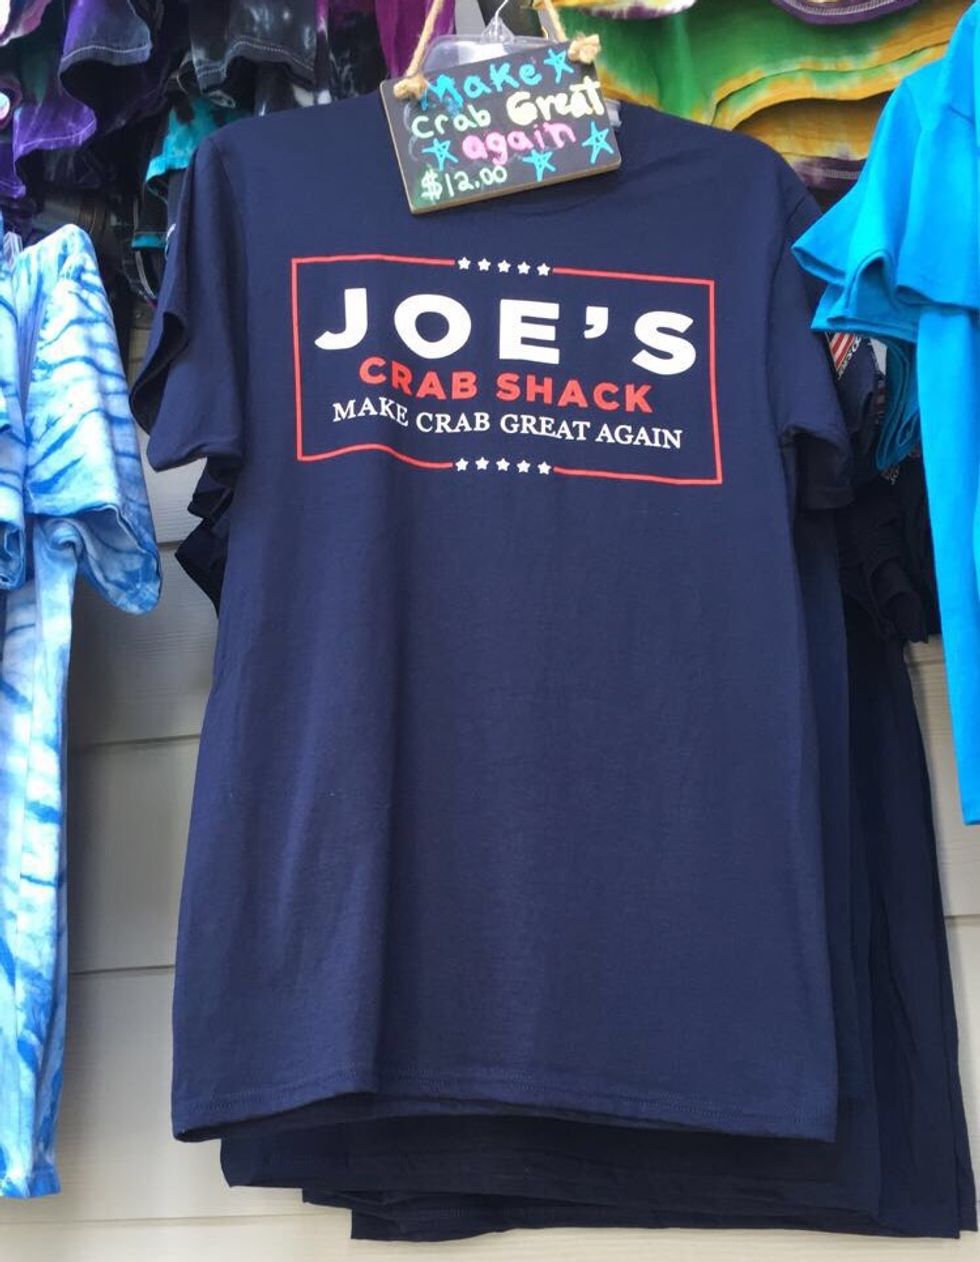 Make
crab Great
again
$12.00
JOE'S
CRAB SHACK
MAKE CRAB GREAT AGAIN